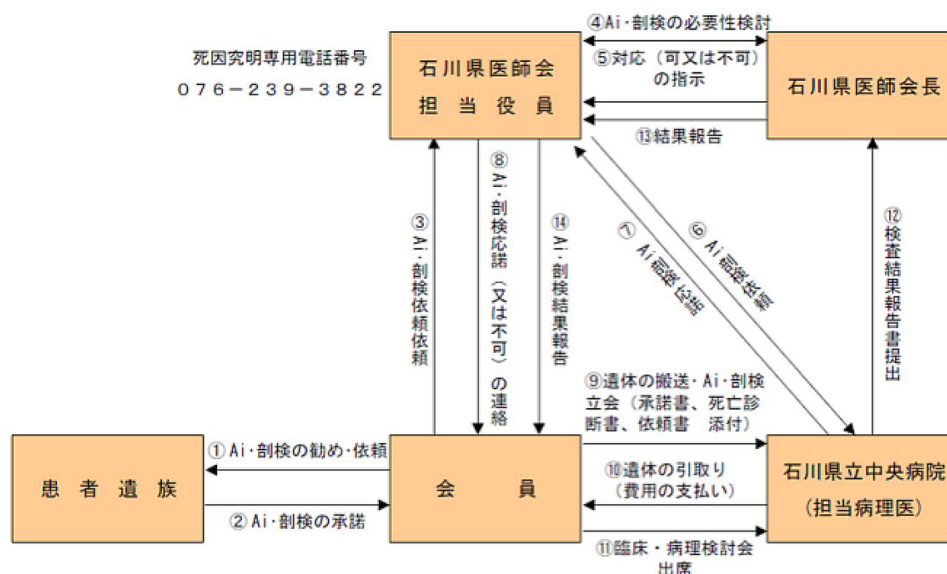 死因究明専用電話番号
076-239-3822
石川県医師会
担当役員
④Ai・剖検の必要性検討
⑤対応(可又は不可)
の指示
⑬結果報告
石川県医師会長
③Ai・剖検依頼依頼
⑧Ai・剖検応諾(又は不可)の連絡
⑭Ai・剖検結果報告
⑦Ai剖検応諾
⑥Ai剖検依頼
⑫検査結果報告書提出
①Ai・剖検の勧め・依頼
②Ai・剖検の承諾
患者遺族
会員
⑨遺体の搬送・Ai・剖検
立会(承諾書、死亡診
断書、依頼書 添付)
⑩遺体の引取り
(費用の支払い)
⑪臨床・病理検討会
出席
石川県立中央病院
(担当病理医)